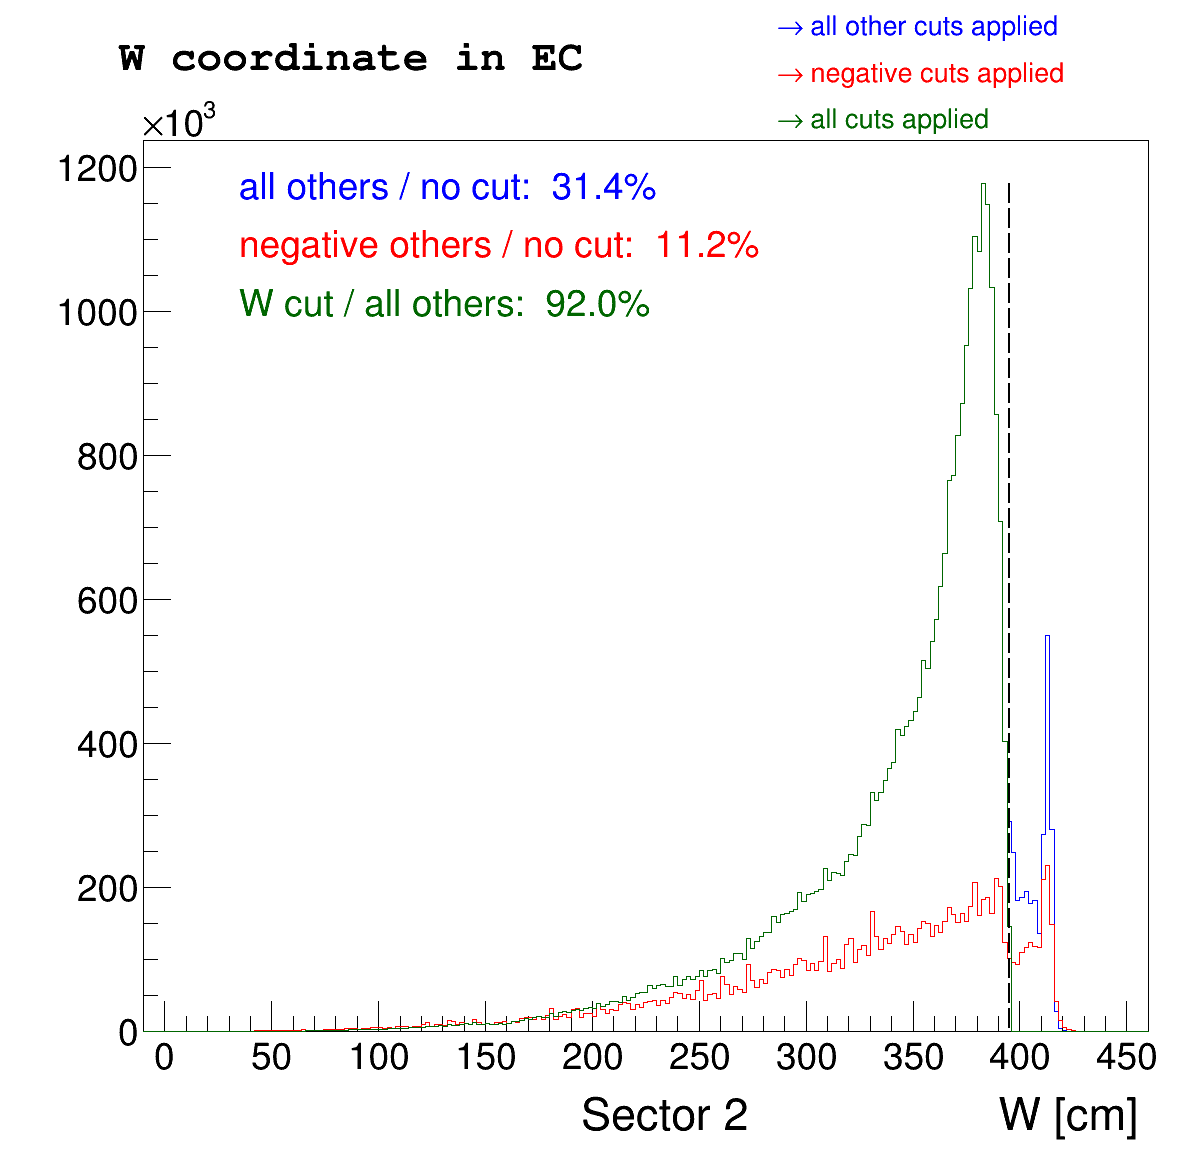 → all other cuts applied
W coordinate in EC
→ negative cuts applied
→ all cuts applied
×10³
1200
all others / no cut: 31.4%
negative others / no cut: 11.2%
W cut / all others: 92.0%
1000
800
600
400
200
0
0 50 100 150 200 250 300 350 400 450
Sector 2
W [cm]